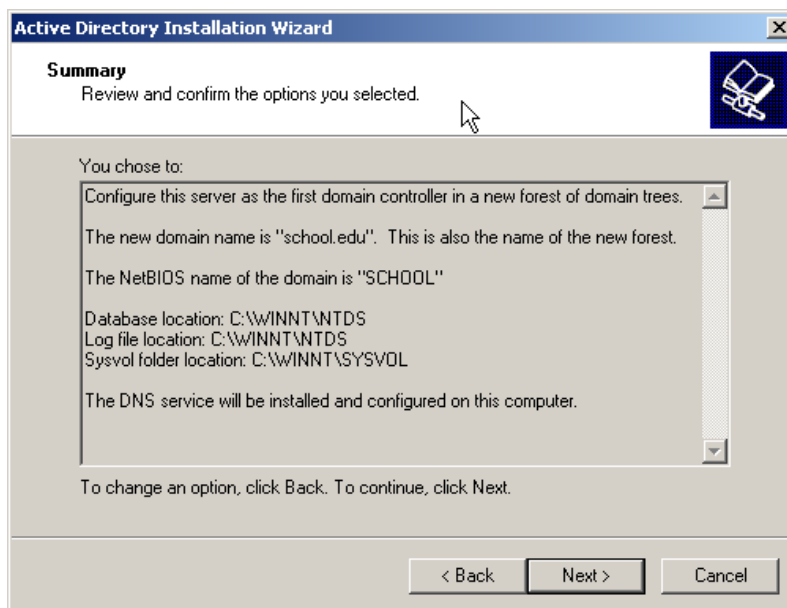 Active Directory Installation Wizard
Summary
Review and confirm the options you selected.
You chose to:
Configure this server as the first domain controller in a new forest of domain trees.
The new domain name is "school.edu".  This is also the name of the new forest.
The NetBIOS name of the domain is "SCHOOL"
Database location: C:\WINNT\NTDS
Log file location: C:\WINNT\NTDS
Sysvol folder location: C:\WINNT\SYSVOL
The DNS service will be installed and configured on this computer.
To change an option, click Back. To continue, click Next.
< Back
Next >
Cancel